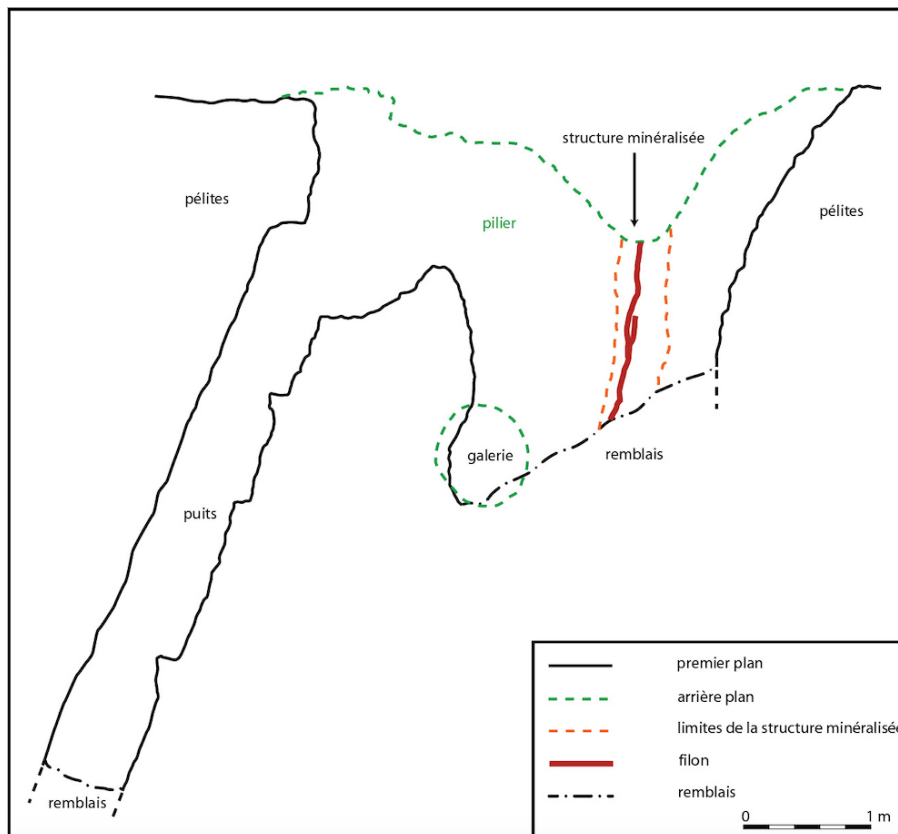 structure minéralisée
pélites
pilier
pélites
galerie
remblais
puits
remblais
premier plan
arrière plan
limites de la structure minéralisée
filon
remblais
0 1 m